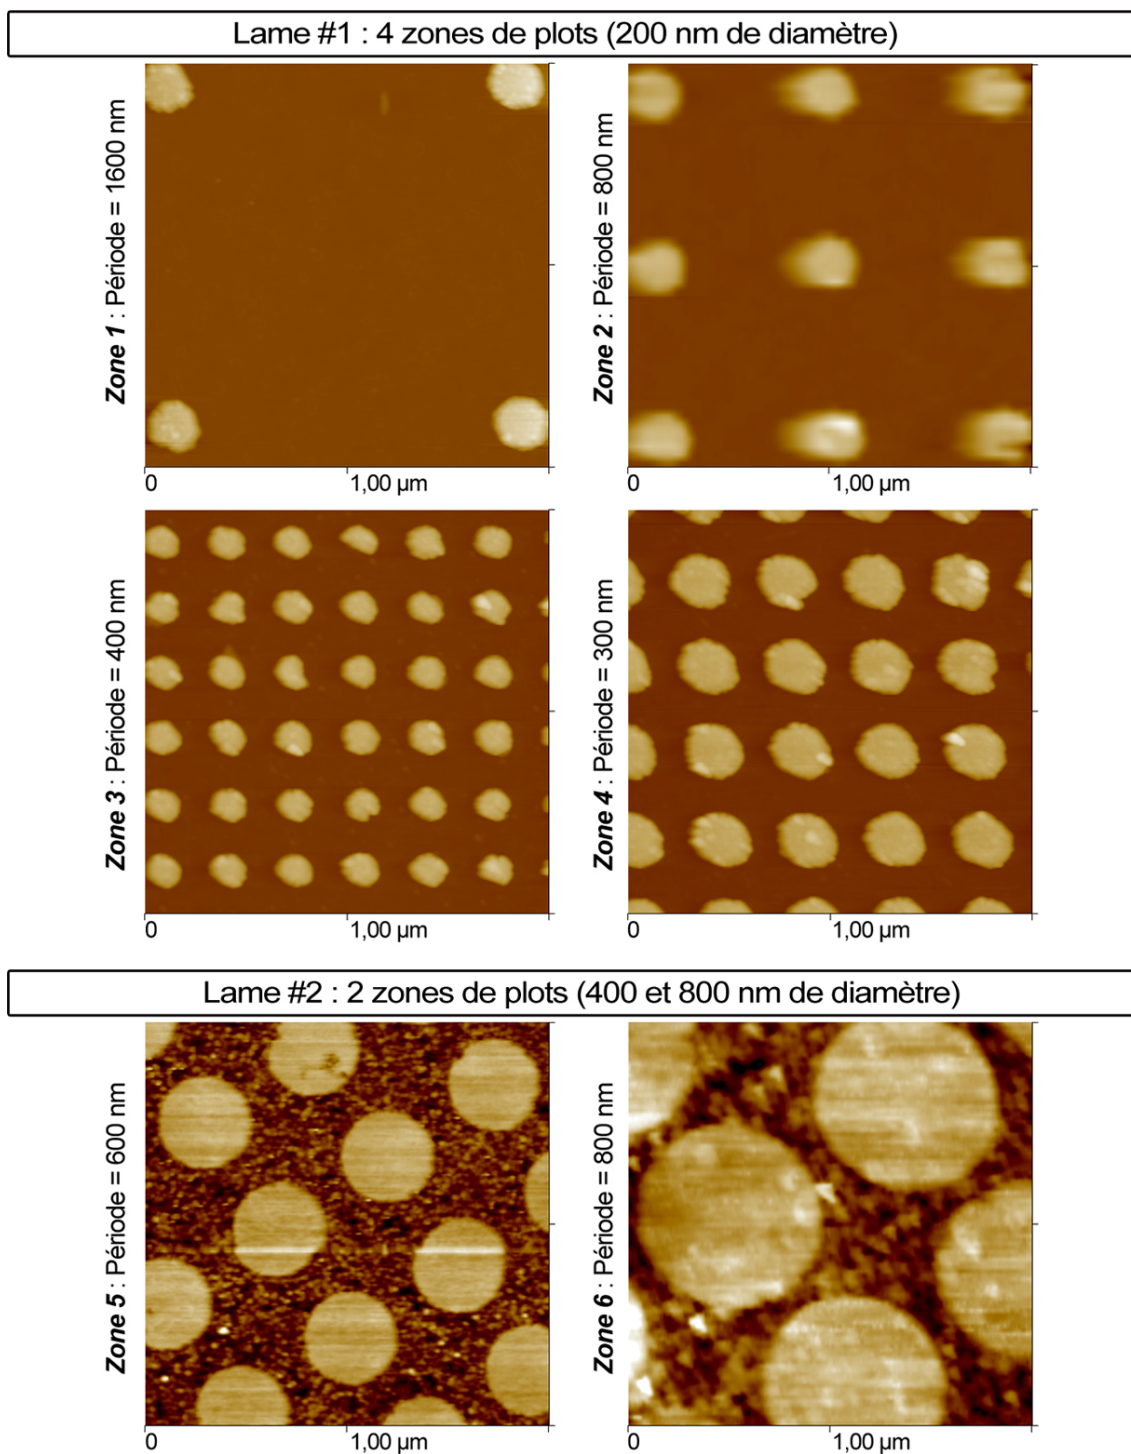 Lame #1 : 4 zones de plots (200 nm de diamètre)
Zone 1 : Période = 1600 nm
0
1,00 µm
Zone 2 : Période = 800 nm
0
1,00 µm
Zone 3 : Période = 400 nm
0
1,00 µm
Zone 4 : Période = 300 nm
0
1,00 µm
Lame #2 : 2 zones de plots (400 et 800 nm de diamètre)
Zone 5 : Période = 600 nm
0
1,00 µm
Zone 6 : Période = 800 nm
0
1,00 µm